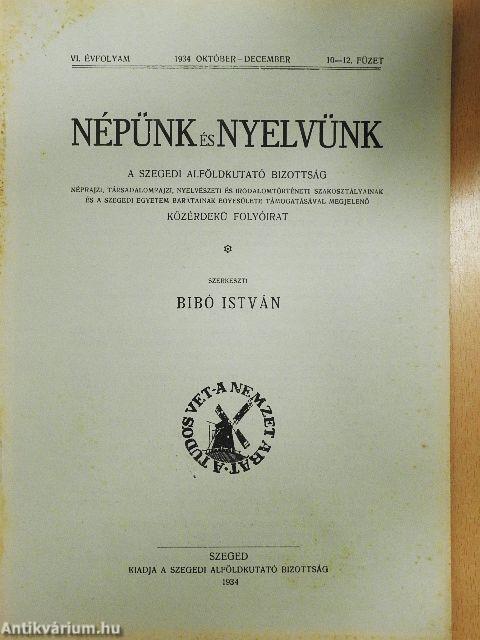 VI. ÉVFOLYAM 1934 OKTÓBER–DECEMBER 10—12. FÜZET
NÉPÜNK ÉS NYELVÜNK
A SZEGEDI ALFÖLDKUTATÓ BIZOTTSÁG
NÉPRAJZI, TÁRSADALOMRAJZI, NYELVÉSZETI ÉS IRODALOMTÖRTÉNETI SZAKOSZTÁLYAINAK
ÉS A SZEGEDI EGYETEM BARÁTAINAK EGYESÜLETE TÁMOGATÁSÁVAL MEGJELENŐ
KÖZÉRDEKŰ FOLYÓIRAT
SZERKESZTI
BIBÓ ISTVÁN
A TUDÓS VET - A NEMZET ARAT
SZEGED
KIADJA A SZEGEDI ALFÖLDKUTATÓ BIZOTTSÁG
1934
Antikvárium.hu